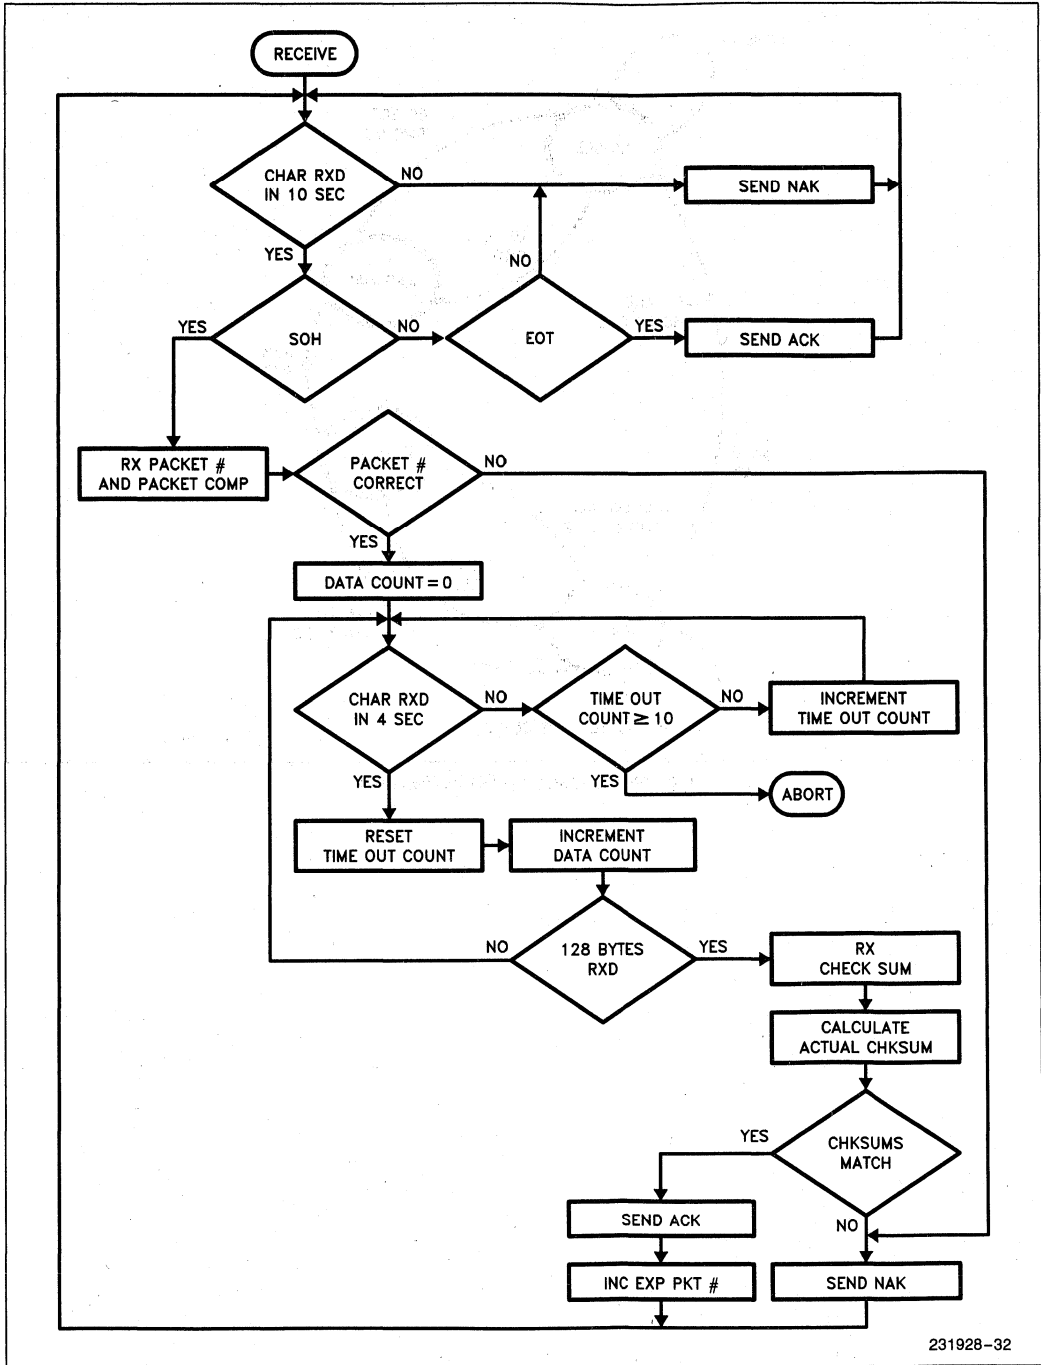 RECEIVE
CHAR RXD
IN 10 SEC
NO
SEND NAK
YES
NO
YES
SOH
NO
EOT
YES
SEND ACK
RX PACKET #
AND PACKET COMP
PACKET #
CORRECT
NO
YES
DATA COUNT = 0
CHAR RXD
IN 4 SEC
NO
TIME OUT
COUNT ≥ 10
NO
INCREMENT
TIME OUT COUNT
YES
YES
ABORT
RESET
TIME OUT COUNT
INCREMENT
DATA COUNT
NO
128 BYTES
RXD
YES
RX
CHECK SUM
CALCULATE
ACTUAL CHKSUM
YES
CHKSUMS
MATCH
NO
SEND ACK
INC EXP PKT #
SEND NAK
231928-32